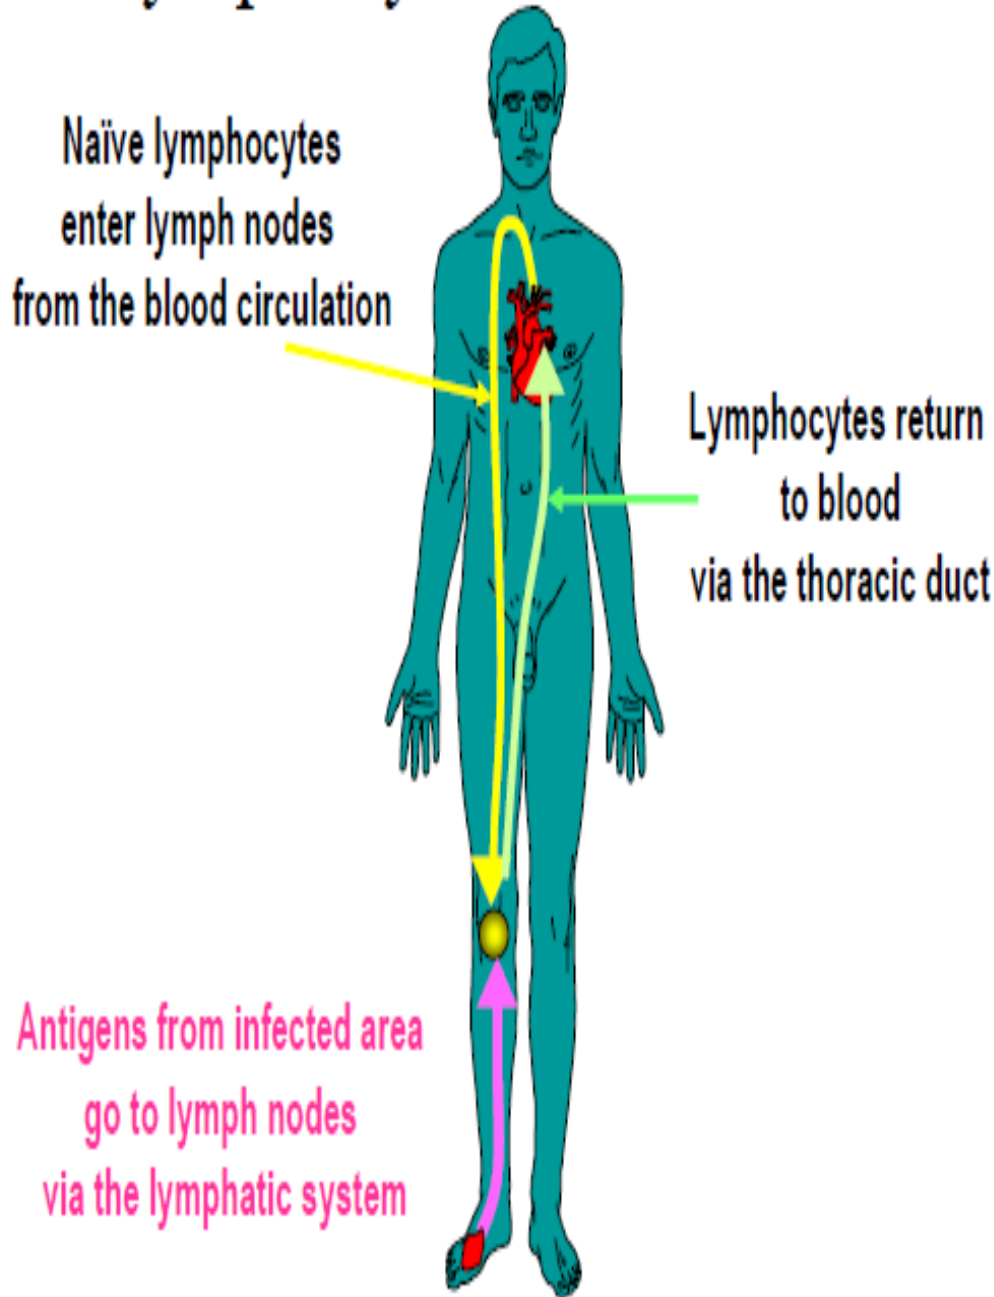 Naïve lymphocytes
enter lymph nodes
from the blood circulation
Lymphocytes return
to blood
via the thoracic duct
Antigens from infected area
go to lymph nodes
via the lymphatic system